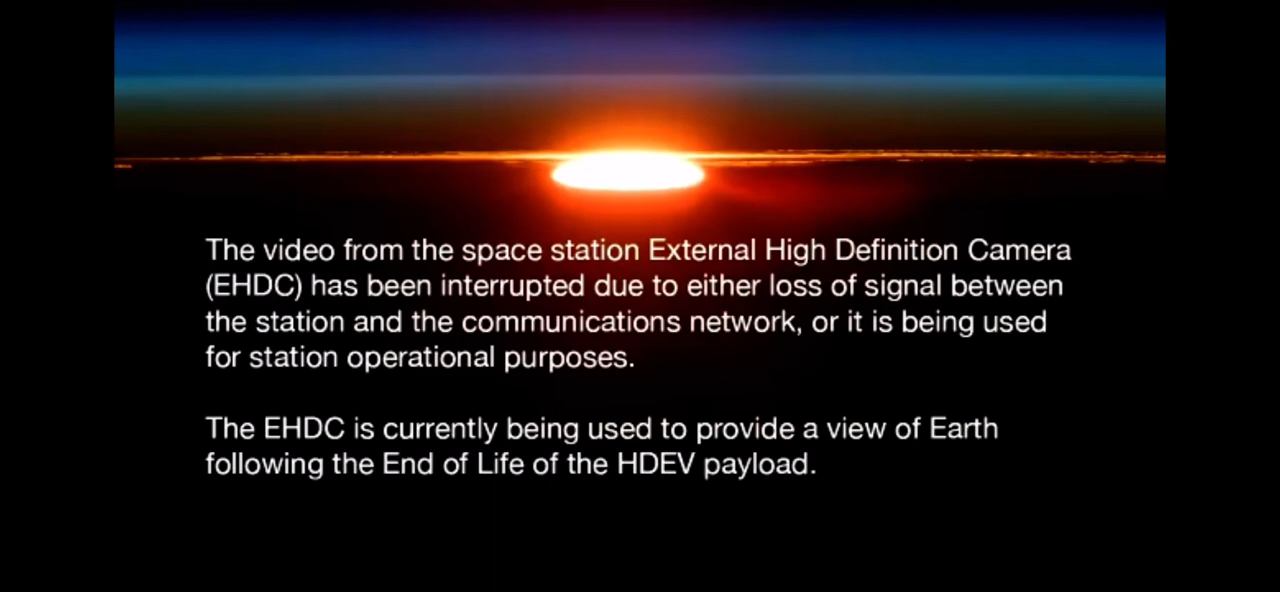 The video from the space station External High Definition Camera
(EHDC) has been interrupted due to either loss of signal between
the station and the communications network, or it is being used
for station operational purposes.
The EHDC is currently being used to provide a view of Earth
following the End of Life of the HDEV payload.